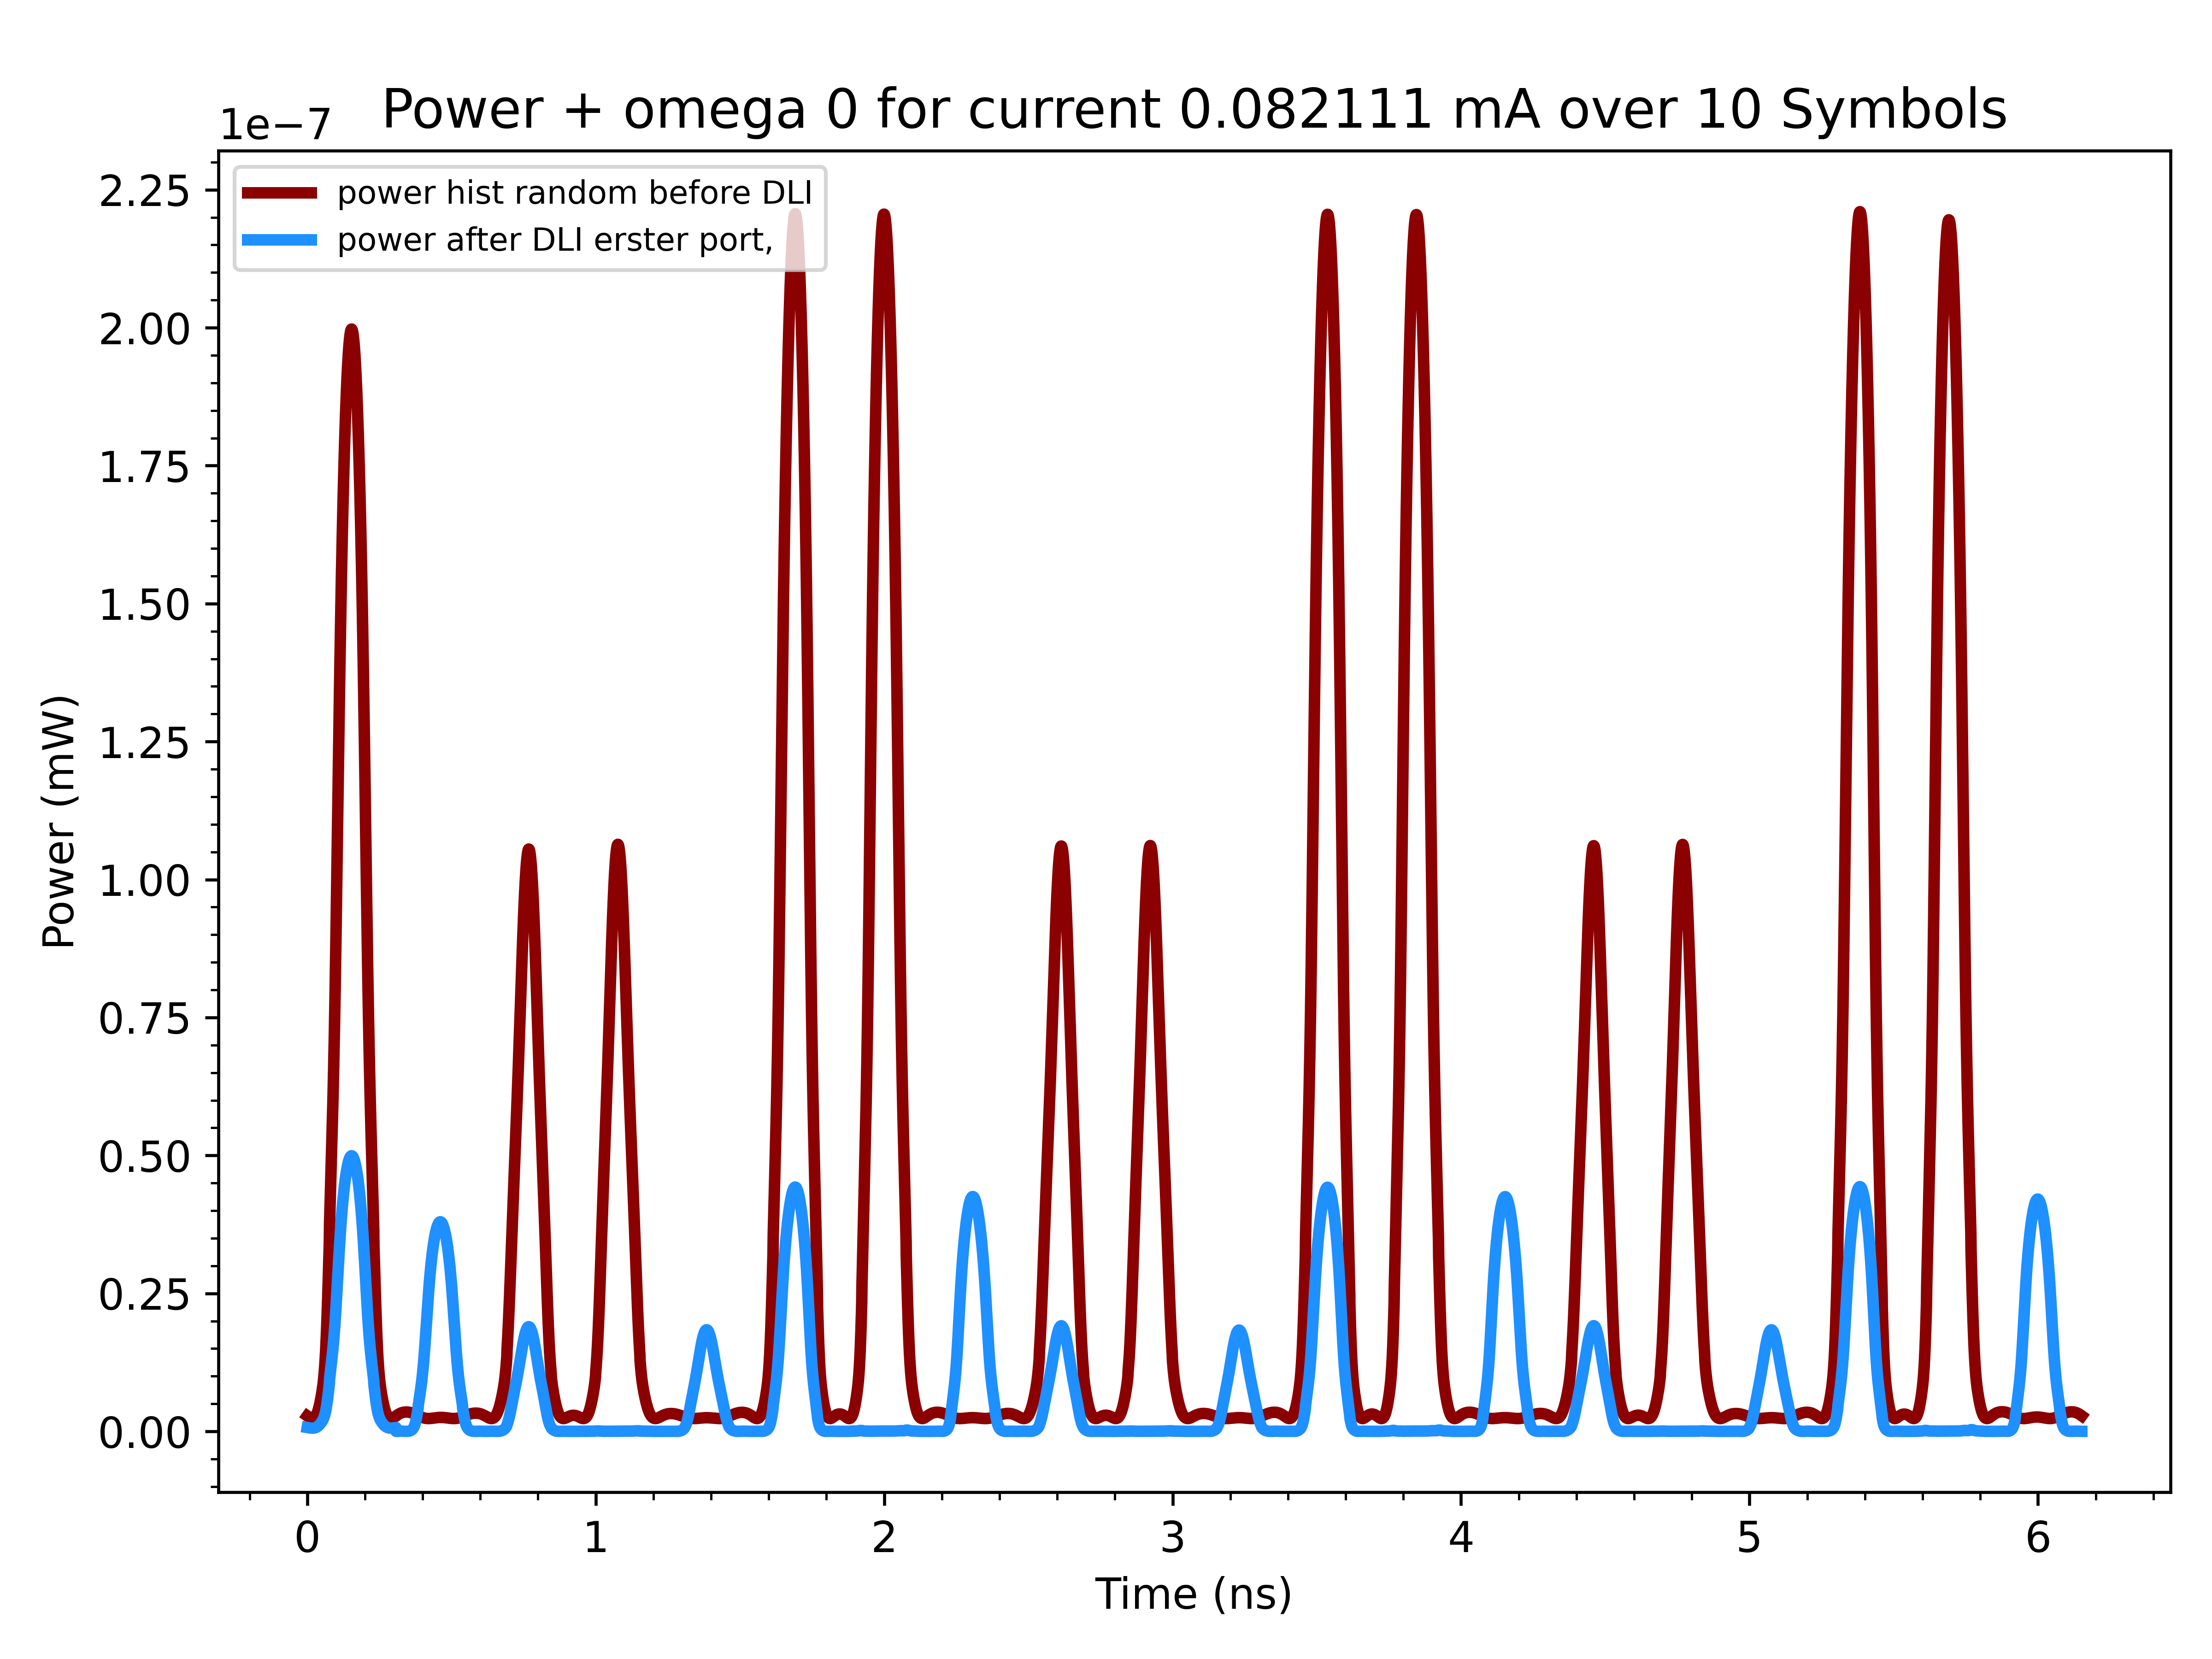 Power + omega 0 for current 0.082111 mA over 10 Symbols
1e−7
power hist random before DLI
power after DLI erster port,
2.25
2.00
1.75
1.50
1.25
1.00
0.75
0.50
0.25
0.00
Power (mW)
0 1 2 3 4 5 6
Time (ns)